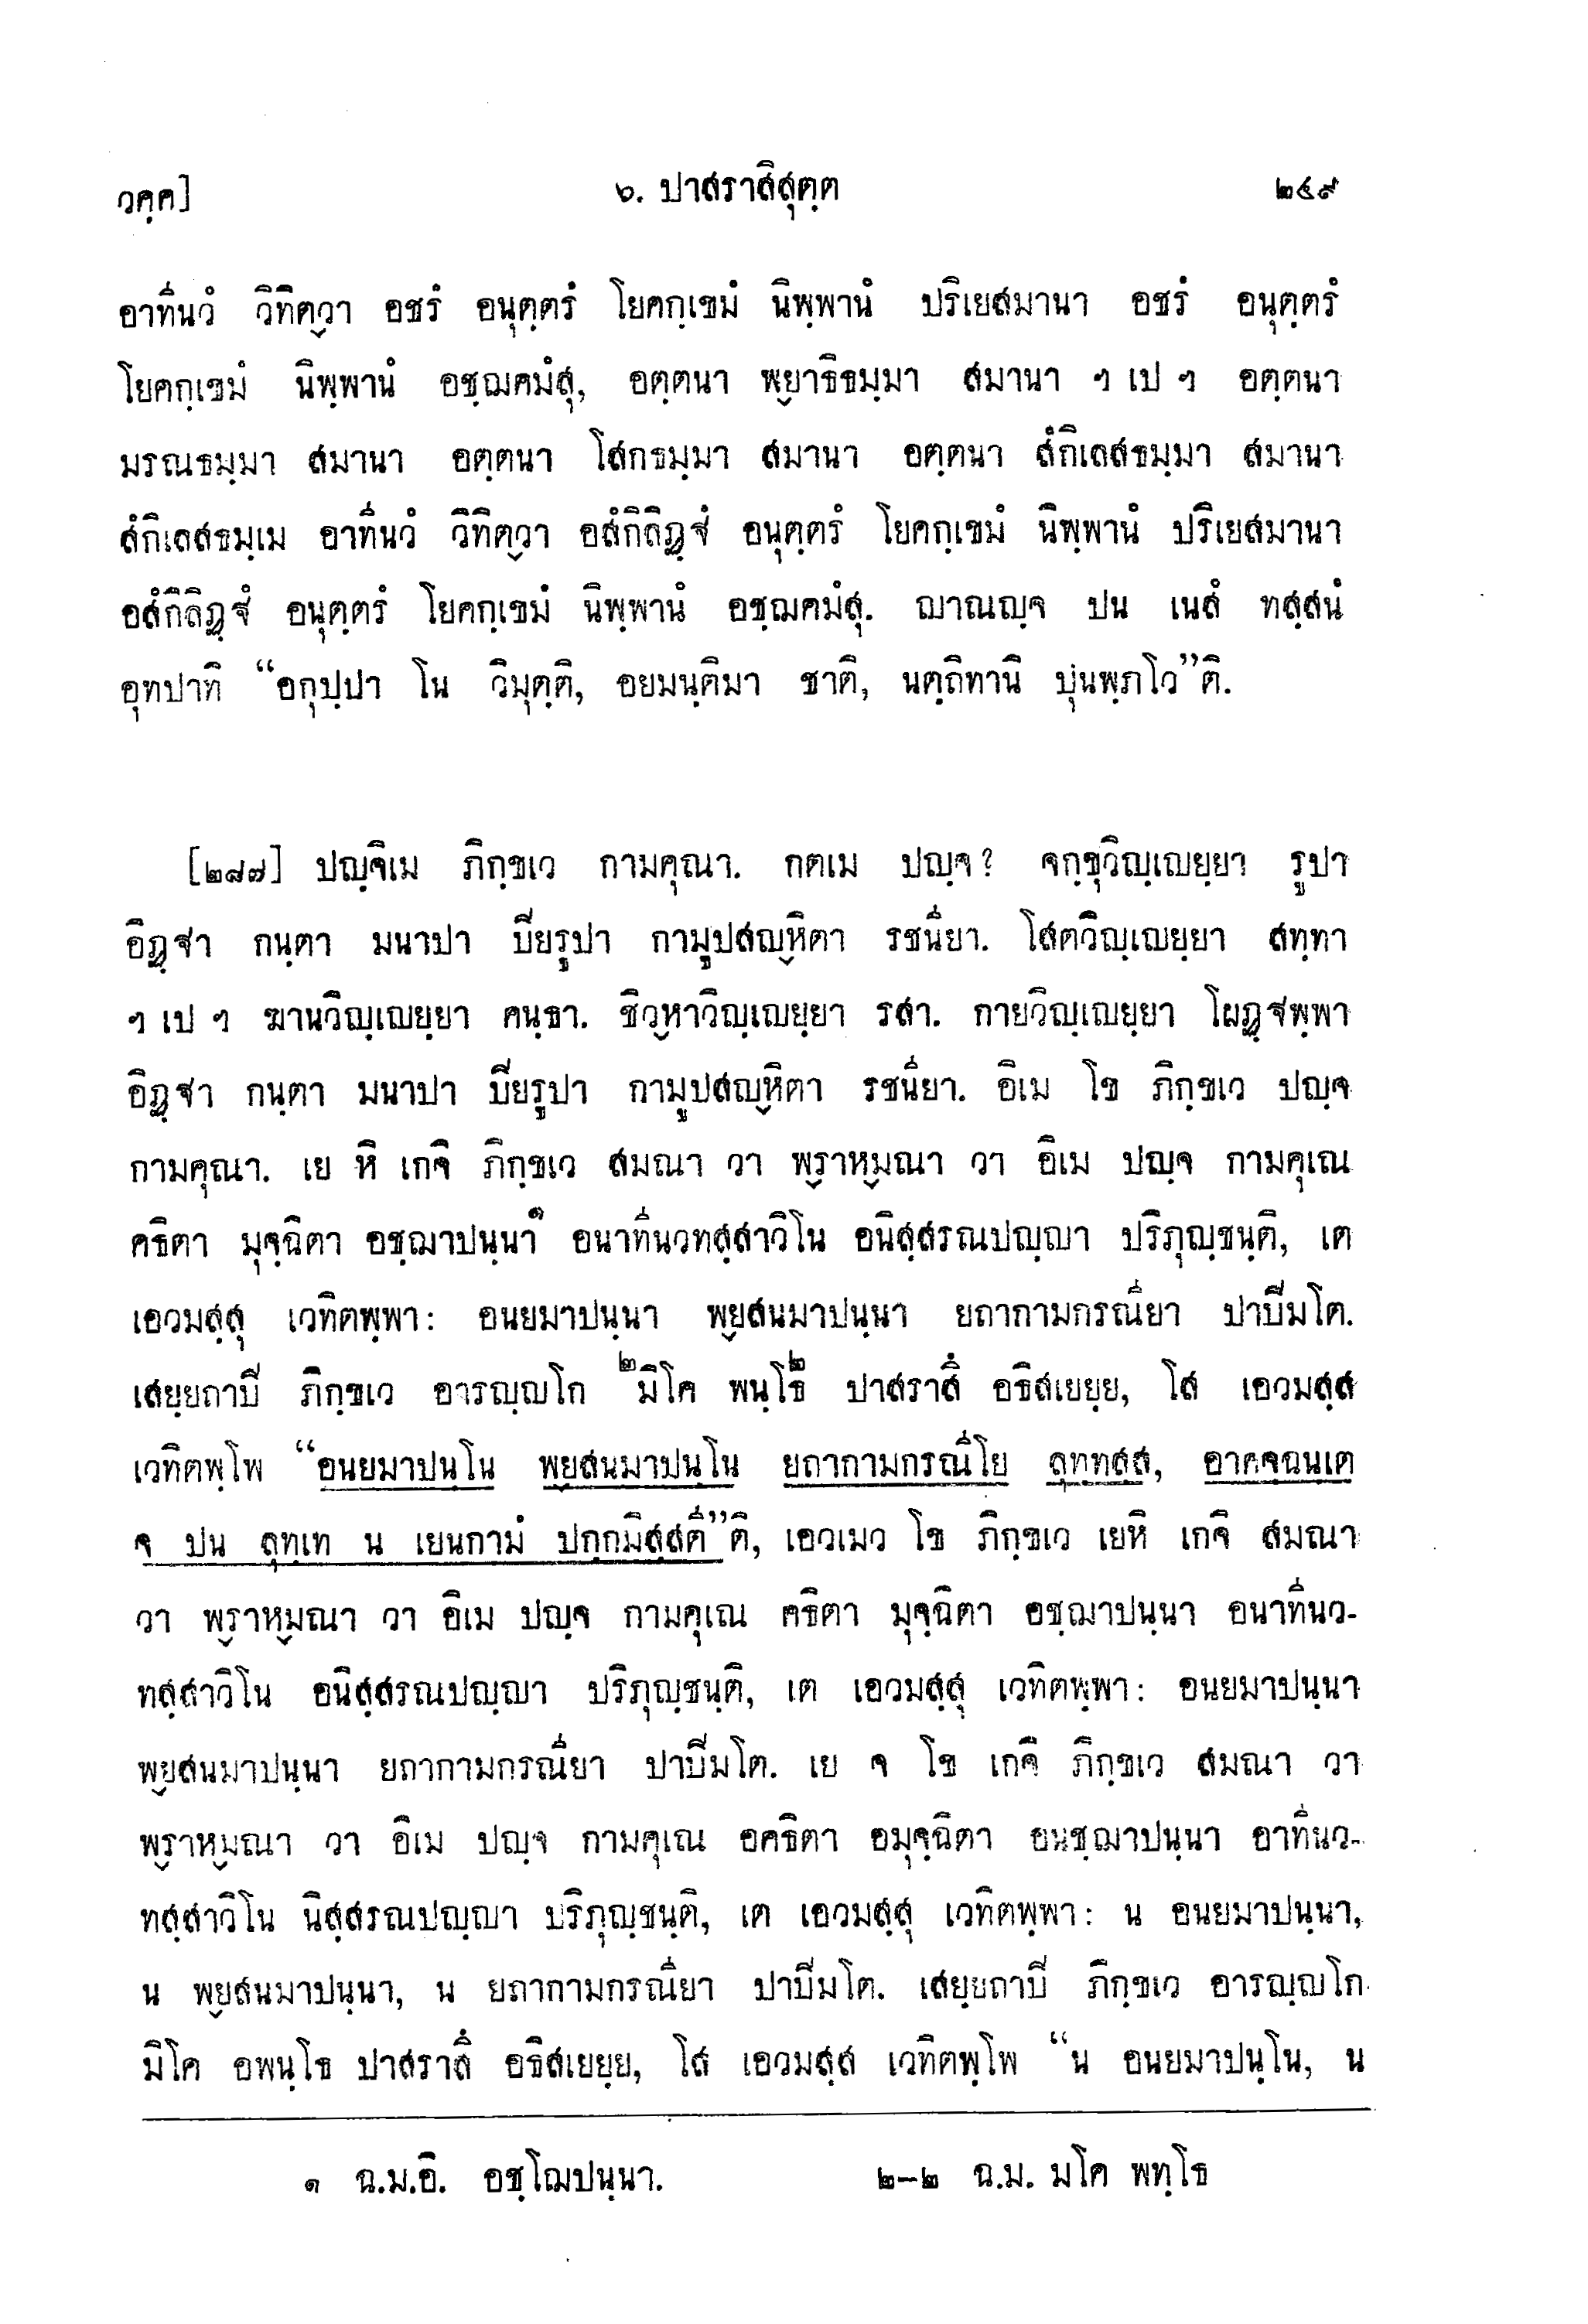 วคฺค]
๖. ปาสราสิสุตฺต
๒๔๙
อาทีนวํ วิทิตฺวา อชรํ อนุตฺตรํ โยคกฺเขมํ นิพฺพานํ ปริเยสมานา อชรํ อนุตฺตรํ
โยคกฺเขมํ นิพฺพานํ อชฺฌคมํสุ, อตฺตนา พฺยาธิธมฺมา สมานา ฯ เป ฯ อตฺตนา
มรณธมฺมา สมานา อตฺตนา โสกธมฺมา สมานา อตฺตนา สํกิเลสธมฺมา สมานา
สํกิเลสธมฺเม อาทีนวํ วิทิตฺวา อสํกิลิฏฺฐํ อนุตฺตรํ โยคกฺเขมํ นิพฺพานํ ปริเยสมานา
อสํกิลิฏฺฐํ อนุตฺตรํ โยคกฺเขมํ นิพฺพานํ อชฺฌคมํสุ. ญาณญฺจ ปน เนสํ ทสฺสนํ
อุทปาทิ “อกุปฺปา โน วิมุตฺติ, อยมนฺติมา ชาติ, นตฺถิทานิ ปุนพฺภโว”ติ.
[๒๘๗] ปญฺจิเม ภิกฺขเว กามคุณา. กตเม ปญฺจ? จกฺขุวิญฺเญยฺยา รูปา
อิฏฺฐา กนฺตา มนาปา ปิยรูปา กามูปสญฺหิตา รชนียา. โสตวิญฺเญยฺยา สทฺทา
ฯ เป ฯ ฆานวิญฺเญยฺยา คนฺธา. ชิวฺหาวิญฺเญยฺยา รสา. กายวิญฺเญยฺยา โผฏฺฐพฺพา
อิฏฺฐา กนฺตา มนาปา ปิยรูปา กามูปสญฺหิตา รชนียา. อิเม โข ภิกฺขเว ปญฺจ
กามคุณา. เย หิ เกจิ ภิกฺขเว สมณา วา พฺราหฺมณา วา อิเม ปญฺจ กามคุเณ
คธิตา มุจฺฉิตา อชฺฌาปนฺนา๑ อนาทีนวทสฺสาวิโน อนิสฺสรณปญฺญา ปริภุญฺชนฺติ, เต
เอวมสฺสุ เวทิตพฺพา: อนยมาปนฺนา พฺยสนมาปนฺนา ยถากามกรณียา ปาปิมโต.
เสยฺยถาปิ ภิกฺขเว อารญฺญโก ๒มิโค พนฺโธ๒ ปาสราสึ อธิสเยยฺย, โส เอวมสฺส
เวทิตพฺโพ “อนยมาปนฺโน พฺยสนมาปนฺโน ยถากามกรณีโย ลุทฺทสฺส, อาคจฺฉนฺเต
จ ปน ลุทฺเท น เยนกามํ ปกฺกมิสฺสตี”ติ, เอวเมว โข ภิกฺขเว เยหิ เกจิ สมณา
วา พฺราหฺมณา วา อิเม ปญฺจ กามคุเณ คธิตา มุจฺฉิตา อชฺฌาปนฺนา อนาทีนว-
ทสฺสาวิโน อนิสฺสรณปญฺญา ปริภุญฺชนฺติ, เต เอวมสฺสุ เวทิตพฺพา: อนยมาปนฺนา
พฺยสนมาปนฺนา ยถากามกรณียา ปาปิมโต. เย จ โข เกจิ ภิกฺขเว สมณา วา
พฺราหฺมณา วา อิเม ปญฺจ กามคุเณ อคธิตา อมุจฺฉิตา อนชฺฌาปนฺนา อาทีนว-
ทสฺสาวิโน นิสฺสรณปญฺญา ปริภุญฺชนฺติ, เต เอวมสฺสุ เวทิตพฺพา: น อนยมาปนฺนา,
น พฺยสนมาปนฺนา, น ยถากามกรณียา ปาปิมโต. เสยฺยถาปิ ภิกฺขเว อารญฺญโก
มิโค อพนฺโธ ปาสราสึ อธิสเยยฺย, โส เอวมสฺส เวทิตพฺโพ “น อนยมาปนฺโน, น
๑ ฉ.ม.อิ. อชฺโฌปนฺนา.
๒-๒ ฉ.ม. มโค พทฺโธ